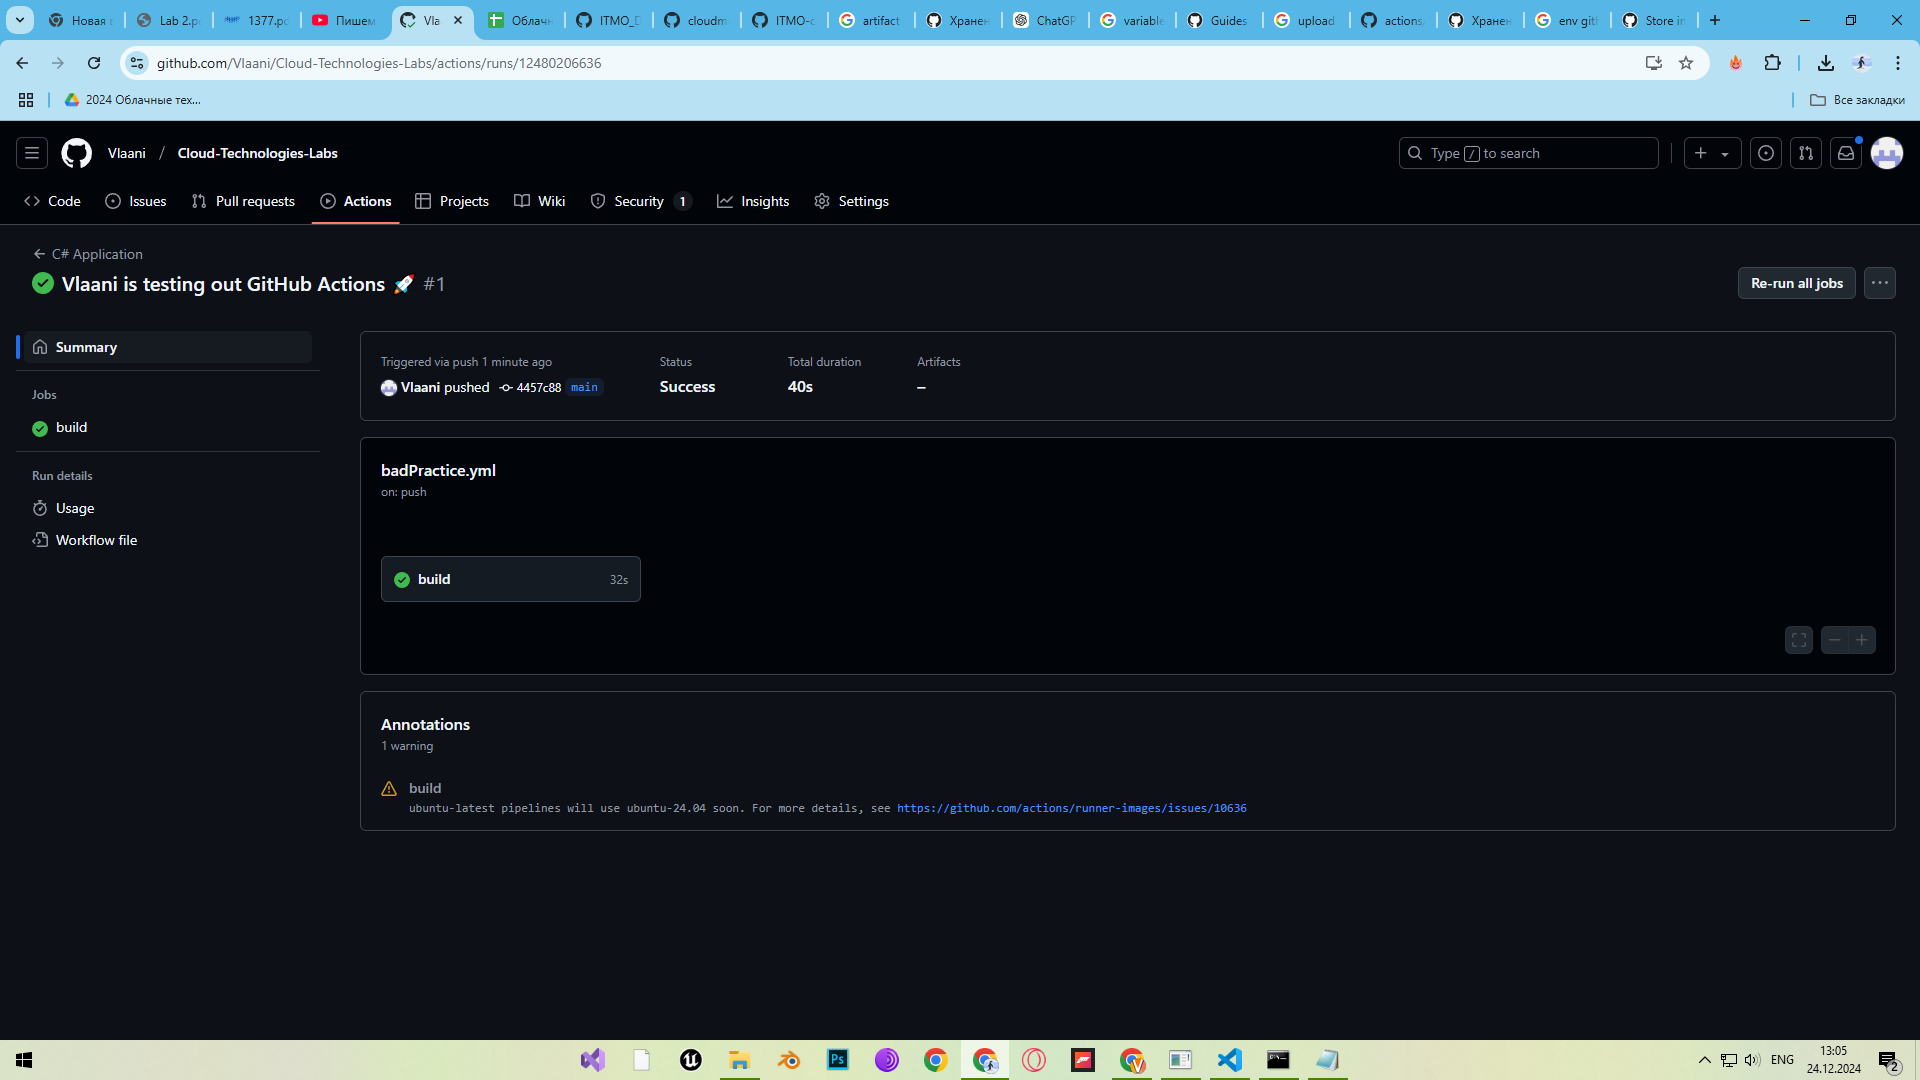 Новая в
Lab 2.po
1377.pd
Пишем
Vla
Облачн
ITMO_D
cloudm
ITMO-c
artifact
Хранен
ChatGP
variable
Guides
upload
actions/
Хранен
env gith
Store in
github.com/Vlaani/Cloud-Technologies-Labs/actions/runs/12480206636
2024 Облачные тех...
Все закладки
Vlaani / Cloud-Technologies-Labs
Type / to search
Code Issues Pull requests Actions Projects Wiki Security 1 Insights Settings
C# Application
Vlaani is testing out GitHub Actions 🚀 #1
Re-run all jobs
Summary
Jobs
build
Run details
Usage
Workflow file
Triggered via push 1 minute ago
Vlaani pushed 4457c88 main
Status
Success
Total duration
40s
Artifacts
–
badPractice.yml
on: push
build 32s
Annotations
1 warning
build
ubuntu-latest pipelines will use ubuntu-24.04 soon. For more details, see https://github.com/actions/runner-images/issues/10636
Ps
ENG
13:05
24.12.2024
2